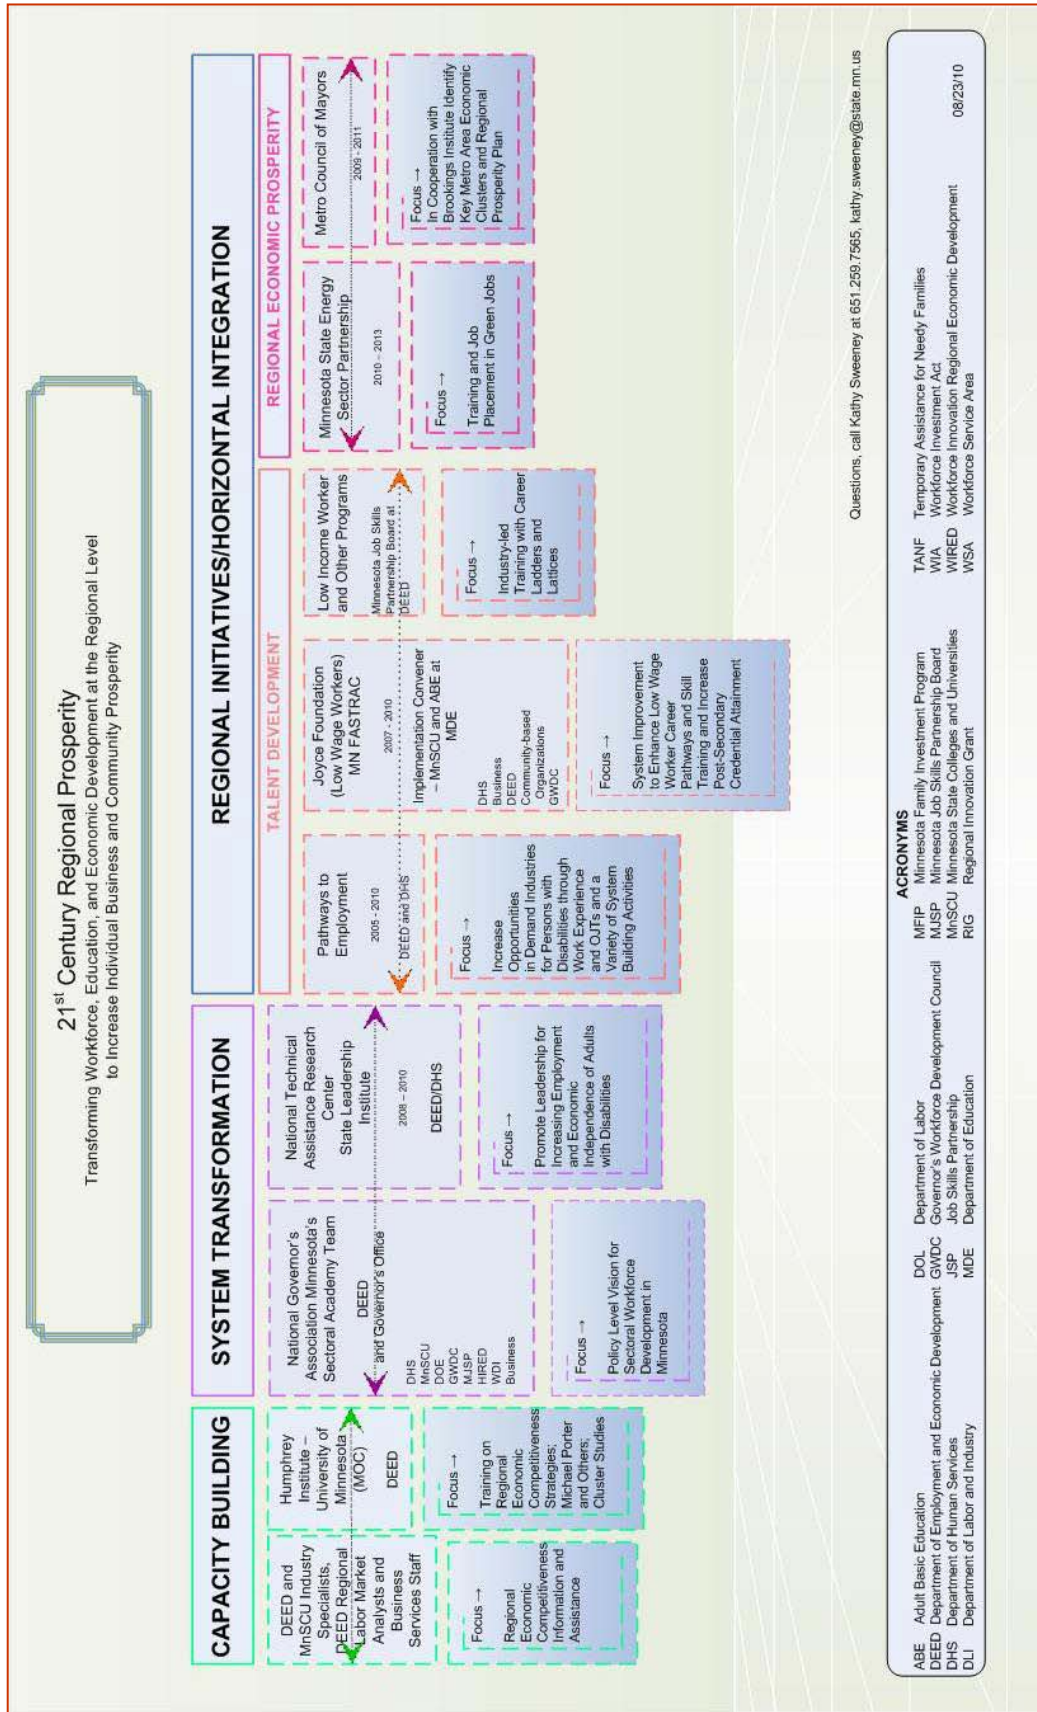 21st Century Regional Prosperity
Transforming Workforce, Education, and Economic Development at the Regional Level
to Increase Individual Business and Community Prosperity
CAPACITY BUILDING
DEED and
MnSCU Industry
Specialists,
DEED Regional
Labor Market
Analysts and
Business
Services Staff
Focus →
Regional
Economic
Competitiveness
Information and
Assistance
Humphrey
Institute –
University of
Minnesota
(MOC)
DEED
Focus →
Training on
Regional
Economic
Competitiveness
Strategies;
Michael Porter
and Others;
Cluster Studies
SYSTEM TRANSFORMATION
National Governor's
Association Minnesota's
Sectoral Academy Team
DEED
and Governor's Office
DHS
MnSCU
DOE
GWDC
MJSP
HIRED
WDI
Business
Focus →
Policy Level Vision for
Sectoral Workforce
Development in
Minnesota
National Technical
Assistance Research
Center
State Leadership
Institute
2008 – 2010
DEED/DHS
Focus →
Promote Leadership for
Increasing Employment
and Economic
Independence of Adults
with Disabilities
REGIONAL INITIATIVES/HORIZONTAL INTEGRATION
TALENT DEVELOPMENT
Pathways to
Employment
2005 - 2010
DEED and DHS
Focus →
Increase
Opportunities
in Demand Industries
for Persons with
Disabilities through
Work Experience
and OJTs and a
Variety of System
Building Activities
Joyce Foundation
(Low Wage Workers)
MN FASTRAC
2007 - 2010
Implementation Convener
– MnSCU and ABE at
MDE
DHS
Business
DEED
Community-based
Organizations
GWDC
Focus →
System Improvement
to Enhance Low Wage
Worker Career
Pathways and Skill
Training and Increase
Post-Secondary
Credential Attainment
Low Income Worker
and Other Programs
Minnesota Job Skills
Partnership Board at
DEED
Focus →
Industry-led
Training with Career
Ladders and
Lattices
REGIONAL ECONOMIC PROSPERITY
Minnesota State Energy
Sector Partnership
2010 – 2013
Focus →
Training and Job
Placement in Green Jobs
Metro Council of Mayors
2009 - 2011
Focus →
In Cooperation with
Brookings Institute Identify
Key Metro Area Economic
Clusters and Regional
Prosperity Plan
Questions, call Kathy Sweeney at 651.259.7565, kathy.sweeney@state.mn.us
ACRONYMS
ABE Adult Basic Education
DEED Department of Employment and Economic Development
DHS Department of Human Services
DLI Department of Labor and Industry
DOL Department of Labor
GWDC Governor's Workforce Development Council
JSP Job Skills Partnership
MDE Department of Education
MFIP Minnesota Family Investment Program
MJSP Minnesota Job Skills Partnership Board
MnSCU Minnesota State Colleges and Universities
RIG Regional Innovation Grant
TANF Temporary Assistance for Needy Families
WIA Workforce Investment Act
WIRED Workforce Innovation Regional Economic Development
WSA Workforce Service Area
08/23/10